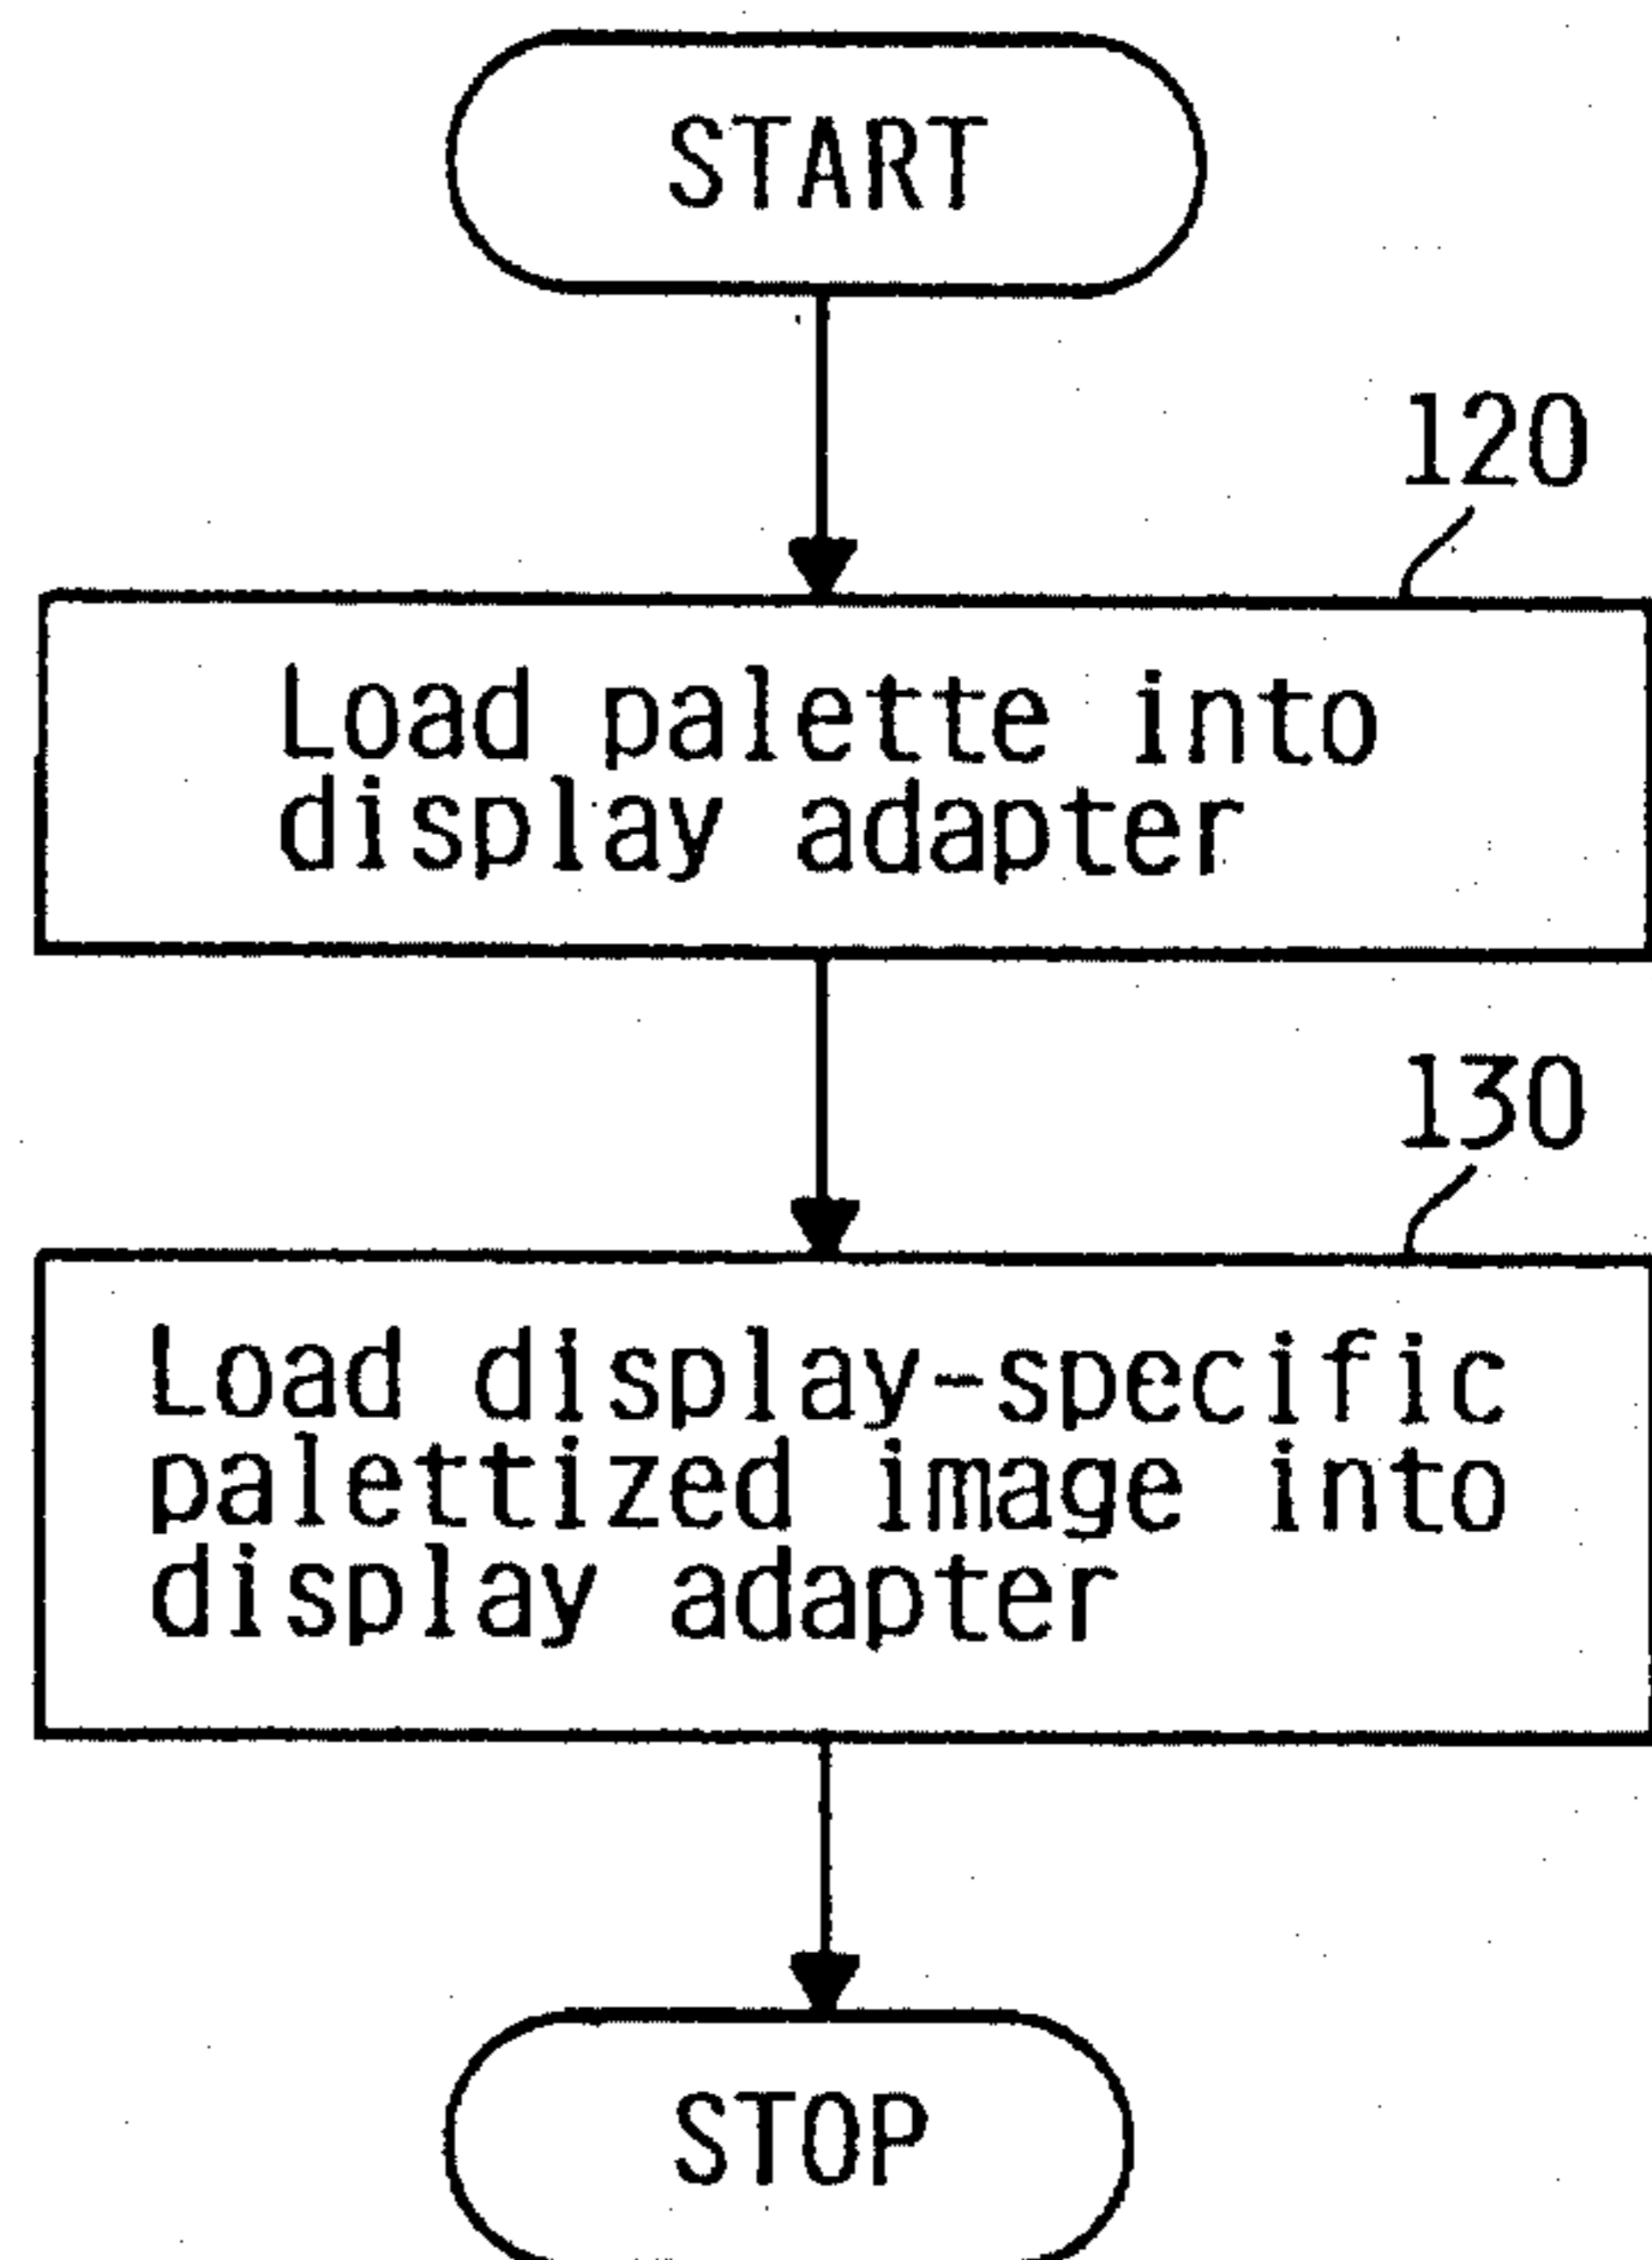 START
120
Load palette into
display adapter
130
Load display-specific
palettized image into
display adapter
STOP